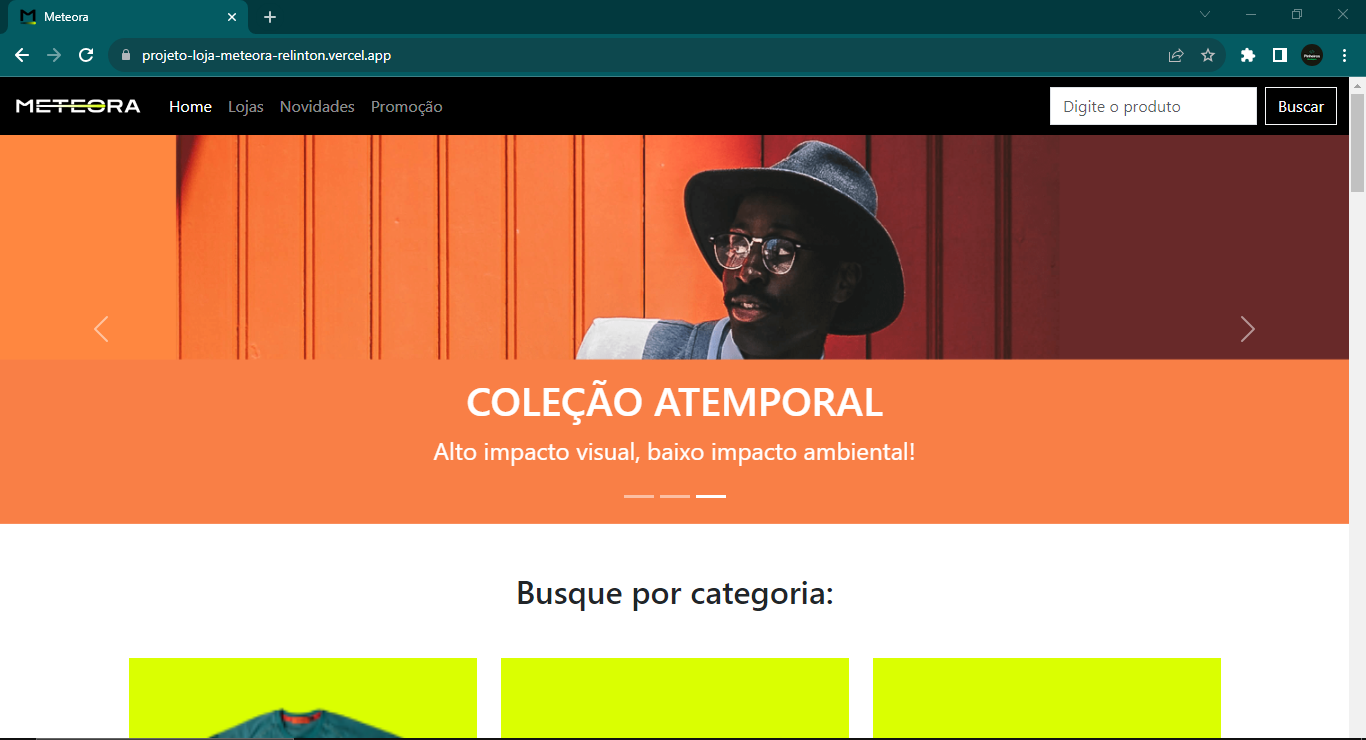 Meteora
projeto-loja-meteora-relinton.vercel.app
METEORA Home Lojas Novidades Promoção Digite o produto Buscar
COLEÇÃO ATEMPORAL
Alto impacto visual, baixo impacto ambiental!
Busque por categoria: